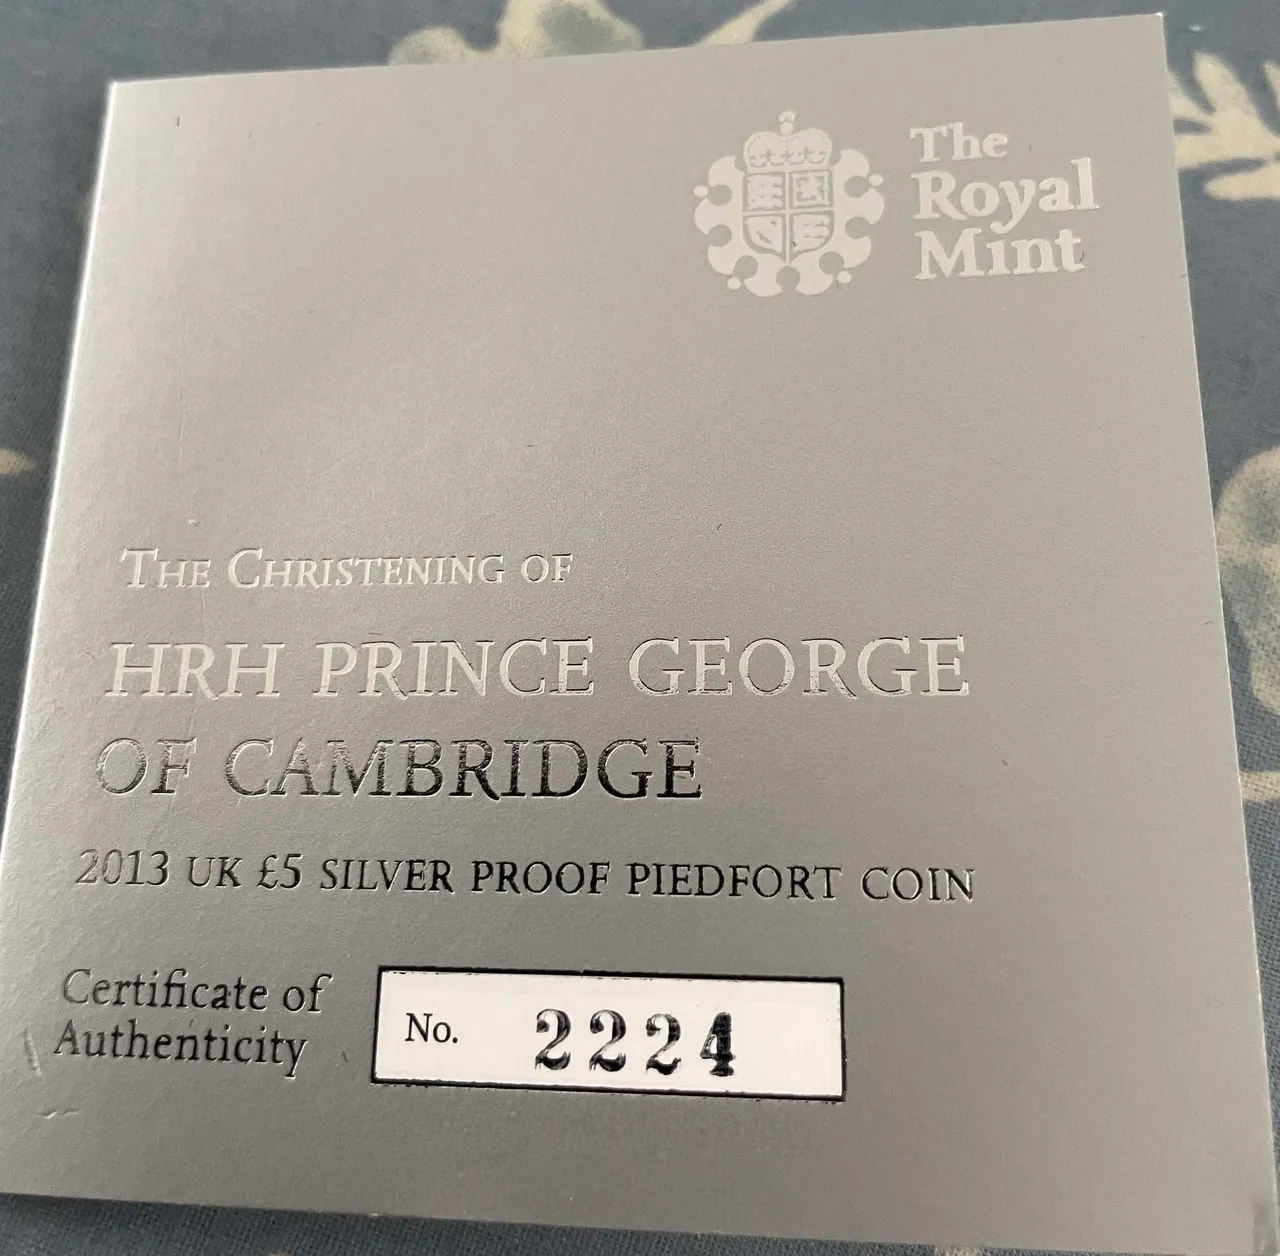 The
Royal
Mint
THE CHRISTENING OF
HRH PRINCE GEORGE
OF CAMBRIDGE
2013 UK £5 SILVER PROOF PIEDFORT COIN
Certificate of
Authenticity
No. 2224